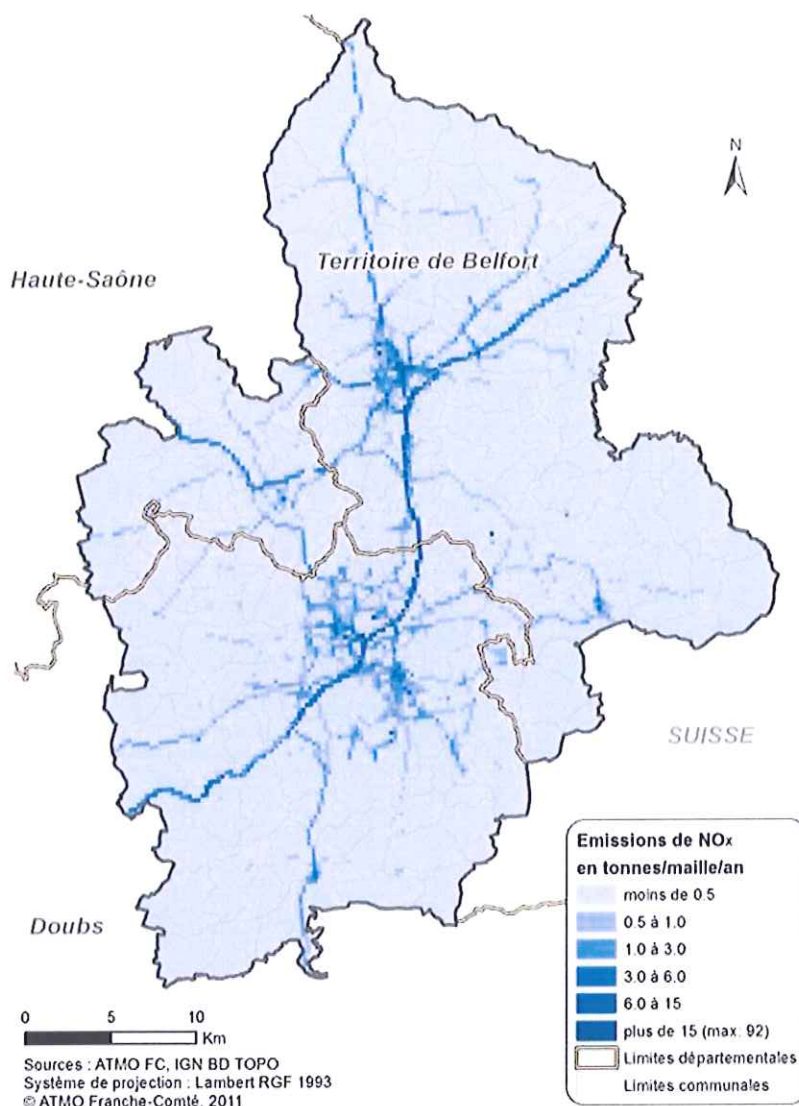 N
Territoire de Belfort
Haute-Saône
SUISSE
Doubs
Emissions de NOx
en tonnes/maille/an
moins de 0.5
0.5 à 1.0
1.0 à 3.0
3.0 à 6.0
6.0 à 15
plus de 15 (max. 92)
Limites départementales
Limites communales
0 5 10
Km
Sources : ATMO FC, IGN BD TOPO
Système de projection : Lambert RGF 1993
© ATMO Franche-Comté, 2011